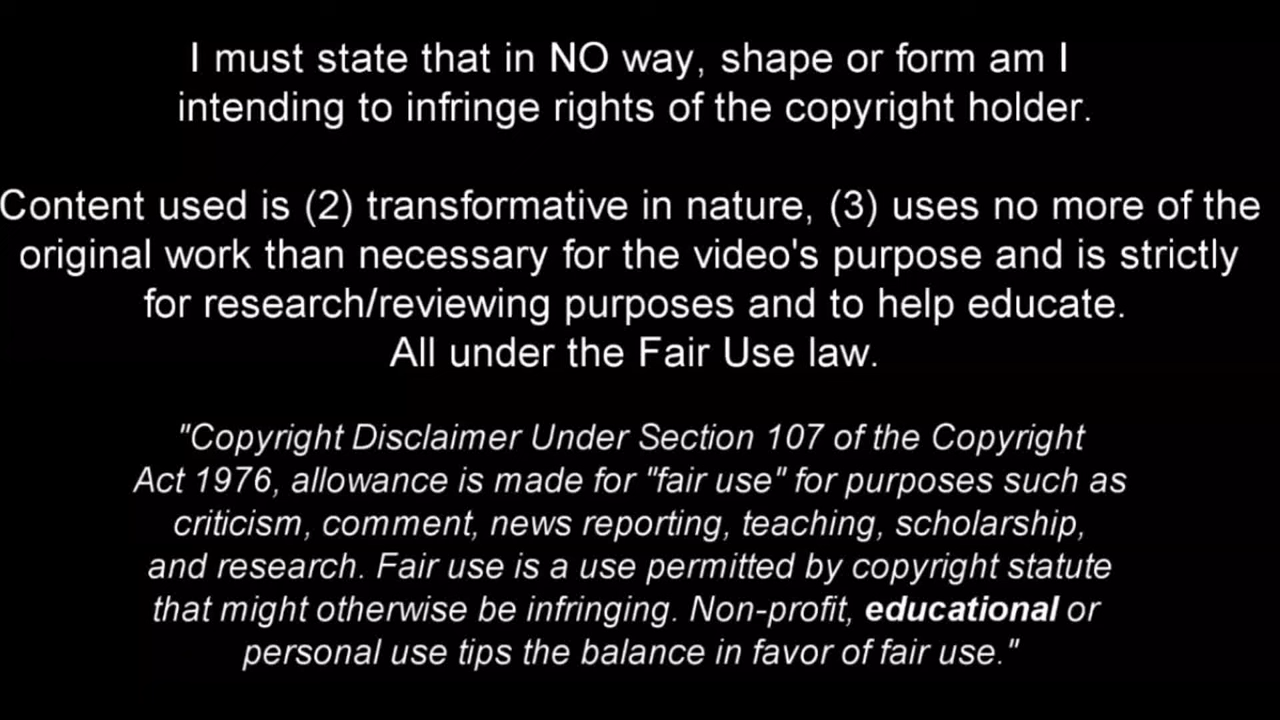 I must state that in NO way, shape or form am I
intending to infringe rights of the copyright holder.
Content used is (2) transformative in nature, (3) uses no more of the
original work than necessary for the video's purpose and is strictly
for research/reviewing purposes and to help educate.
All under the Fair Use law.
"Copyright Disclaimer Under Section 107 of the Copyright
Act 1976, allowance is made for "fair use" for purposes such as
criticism, comment, news reporting, teaching, scholarship,
and research. Fair use is a use permitted by copyright statute
that might otherwise be infringing. Non-profit, educational or
personal use tips the balance in favor of fair use."